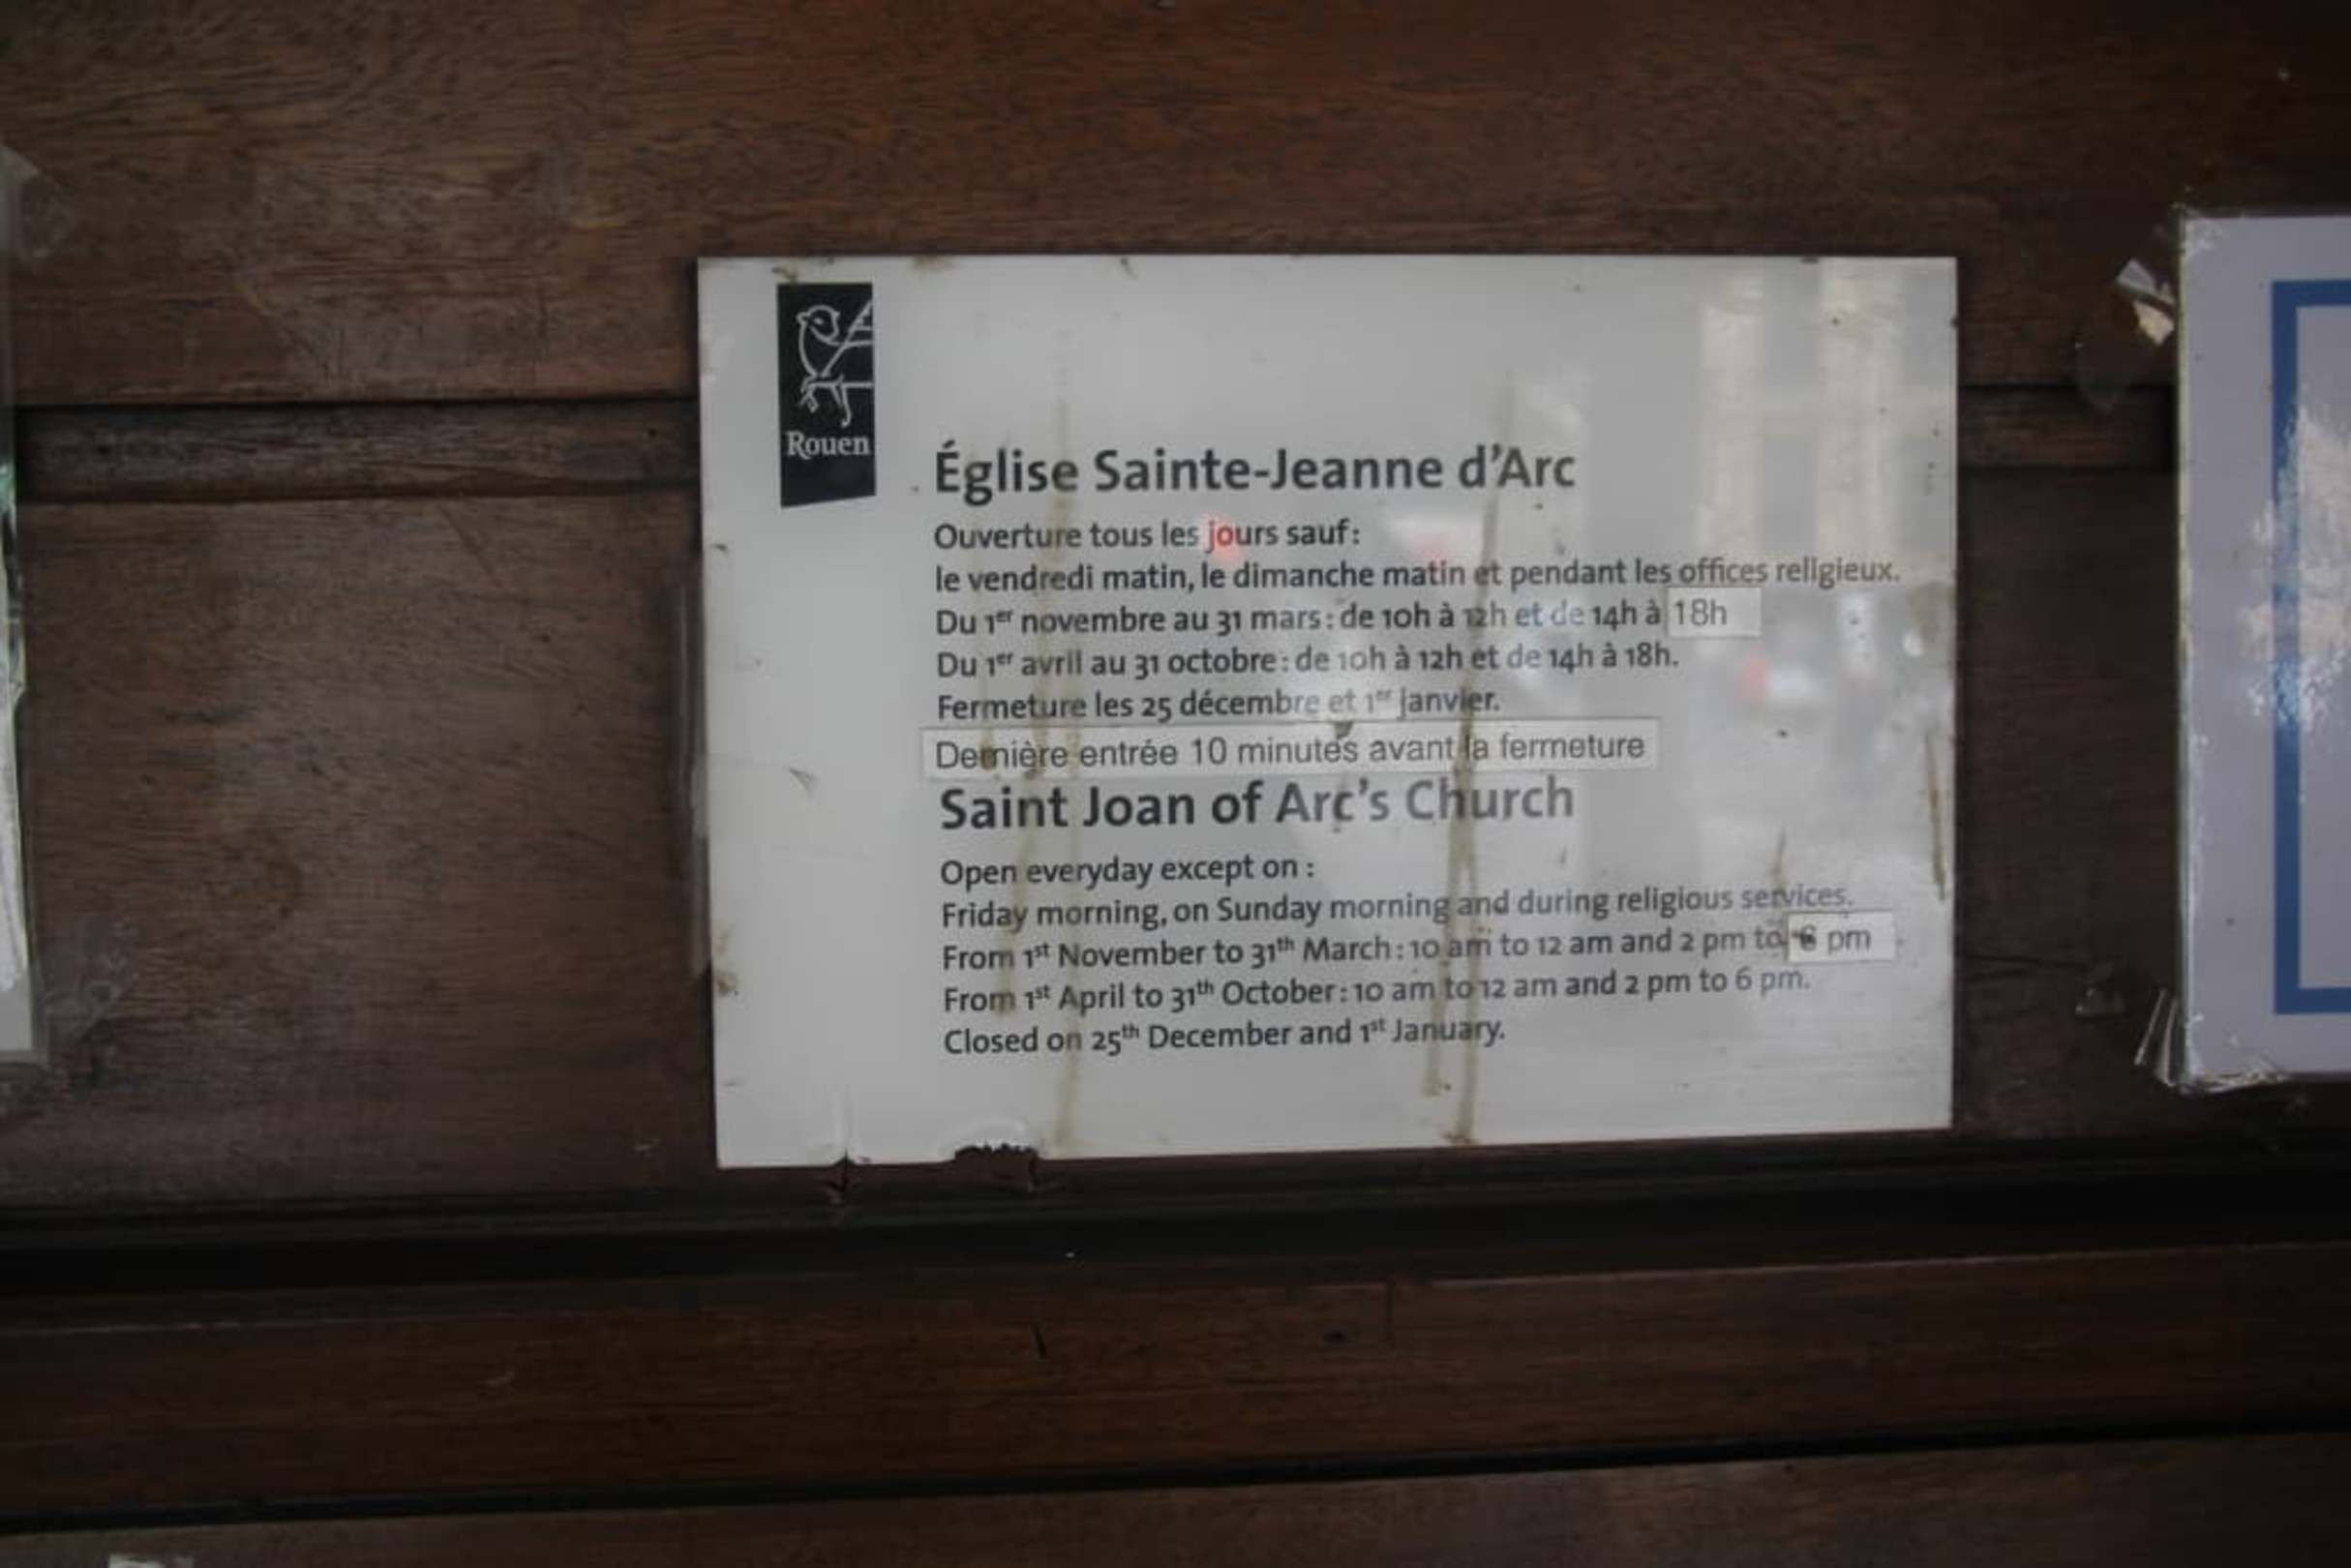 Rouen
Église Sainte-Jeanne d'Arc
Ouverture tous les jours sauf:
le vendredi matin, le dimanche matin et pendant les offices religieux.
Du 1er novembre au 31 mars: de 10h à 12h et de 14h à 18h
Du 1er avril au 31 octobre: de 10h à 12h et de 14h à 18h.
Fermeture les 25 décembre et 1er janvier.
Dernière entrée 10 minutes avant la fermeture
Saint Joan of Arc's Church
Open everyday except on :
Friday morning, on Sunday morning and during religious services.
From 1st November to 31th March: 10 am to 12 am and 2 pm to 6 pm
From 1st April to 31th October: 10 am to 12 am and 2 pm to 6 pm.
Closed on 25th December and 1st January.